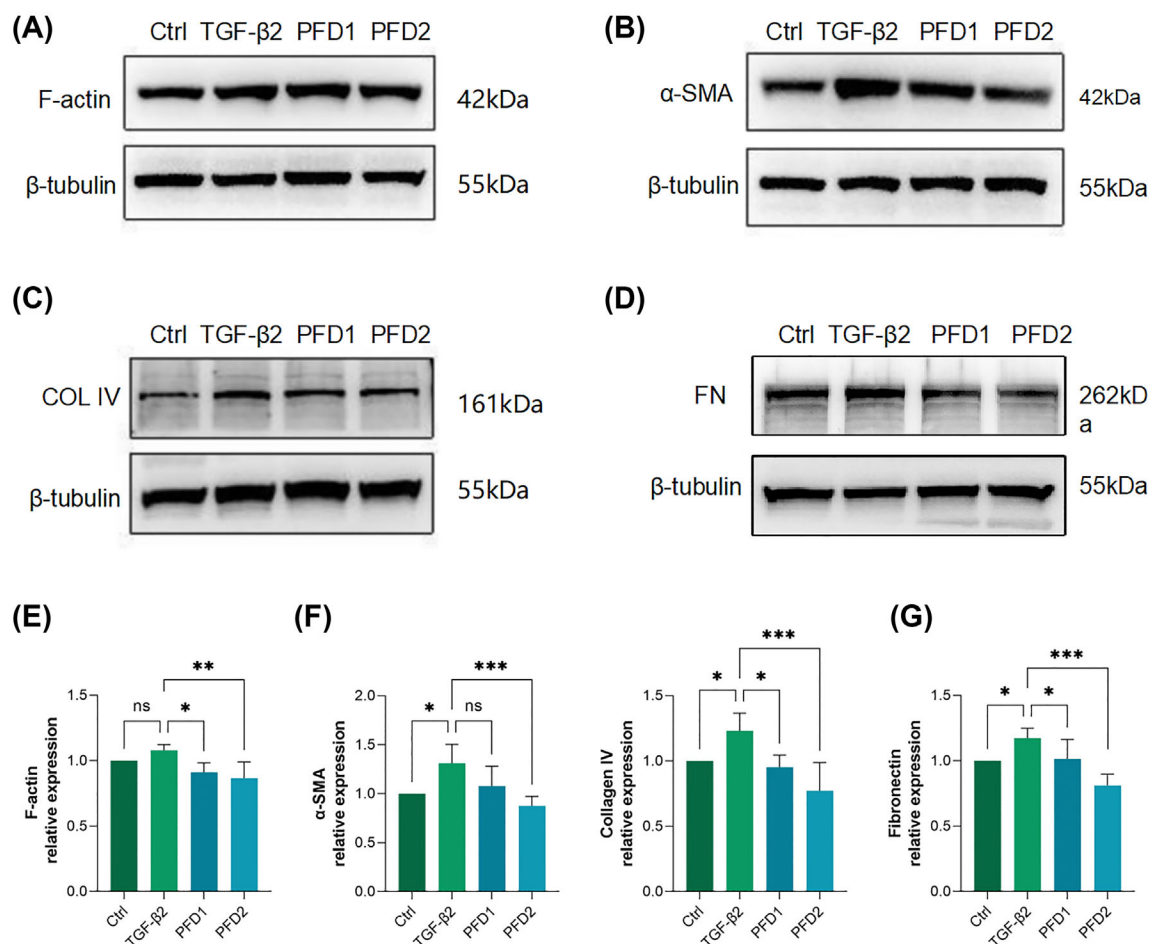 (A)
Ctrl TGF-β2 PFD1 PFD2
F-actin
42kDa
β-tubulin
55kDa
(B)
Ctrl TGF-β2 PFD1 PFD2
α-SMA
42kDa
β-tubulin
55kDa
(C)
Ctrl TGF-β2 PFD1 PFD2
COL IV
161kDa
β-tubulin
55kDa
(D)
Ctrl TGF-β2 PFD1 PFD2
FN
262kD
a
β-tubulin
55kDa
(E)
F-actin
relative expression
1.5
1.0
0.5
0.0
ns
*
**
Ctrl TGF-β2 PFD1 PFD2
(F)
α-SMA
relative expression
2.0
1.5
1.0
0.5
0.0
*
ns
***
Ctrl TGF-β2 PFD1 PFD2
Collagen IV
relative expression
1.5
1.0
0.5
0.0
*
*
***
Ctrl TGF-β2 PFD1 PFD2
(G)
Fibronectin
relative expression
1.5
1.0
0.5
0.0
*
*
***
Ctrl TGF-β2 PFD1 PFD2